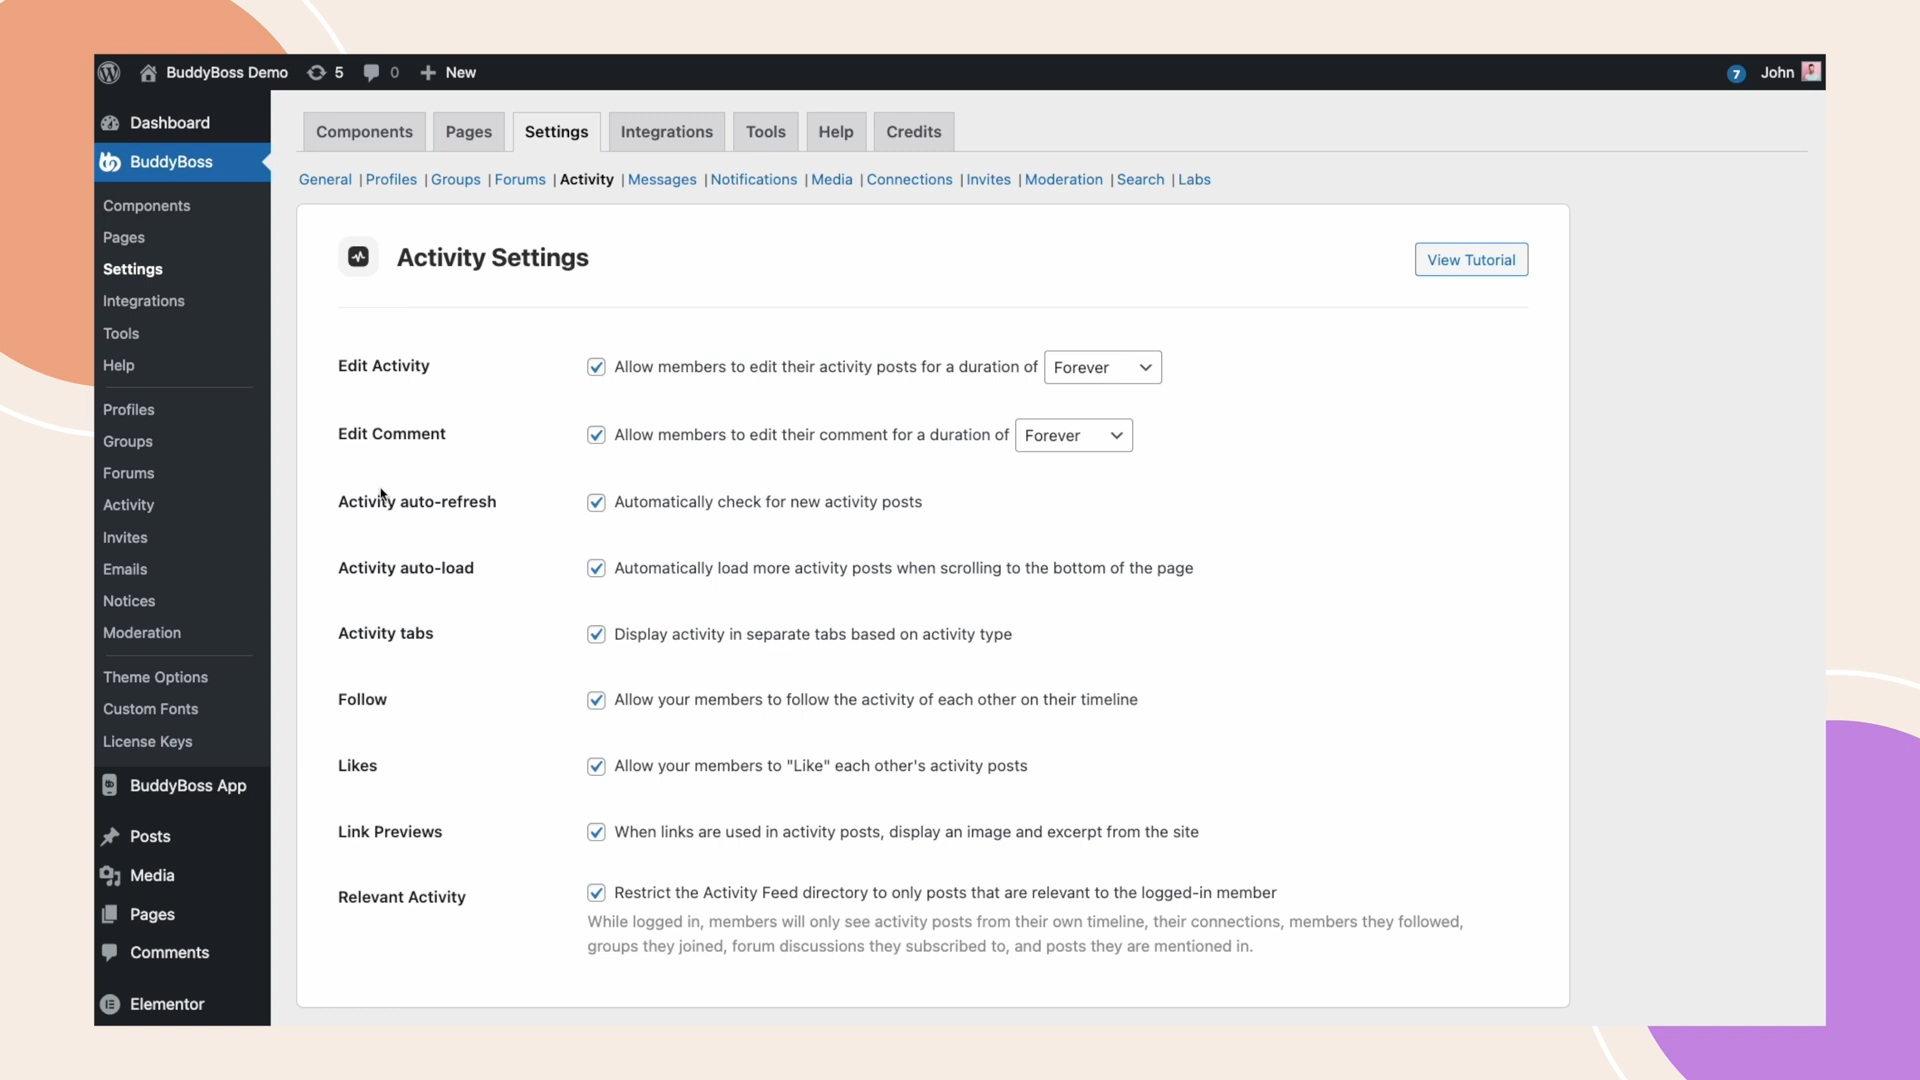 BuddyBoss Demo 5 0 New 7 John
Dashboard
BuddyBoss
Components
Pages
Settings
Integrations
Tools
Help
Profiles
Groups
Forums
Activity
Invites
Emails
Notices
Moderation
Theme Options
Custom Fonts
License Keys
BuddyBoss App
Posts
Media
Pages
Comments
Elementor
Components Pages Settings Integrations Tools Help Credits
General | Profiles | Groups | Forums | Activity | Messages | Notifications | Media | Connections | Invites | Moderation | Search | Labs
Activity Settings View Tutorial
Edit Activity Allow members to edit their activity posts for a duration of Forever
Edit Comment Allow members to edit their comment for a duration of Forever
Activity auto-refresh Automatically check for new activity posts
Activity auto-load Automatically load more activity posts when scrolling to the bottom of the page
Activity tabs Display activity in separate tabs based on activity type
Follow Allow your members to follow the activity of each other on their timeline
Likes Allow your members to "Like" each other's activity posts
Link Previews When links are used in activity posts, display an image and excerpt from the site
Relevant Activity Restrict the Activity Feed directory to only posts that are relevant to the logged-in member
While logged in, members will only see activity posts from their own timeline, their connections, members they followed,
groups they joined, forum discussions they subscribed to, and posts they are mentioned in.